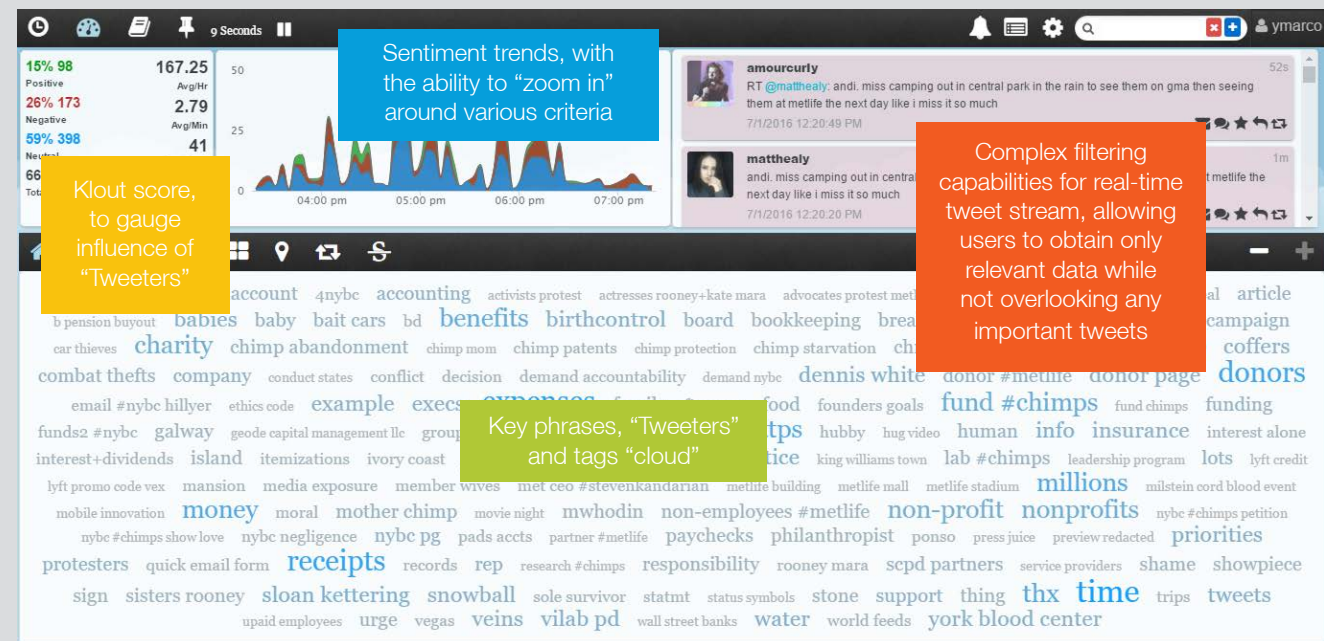 9 Seconds
ymarco
15% 98
Positive
167.25
Avg/Hr
26% 173
Negative
2.79
Avg/Min
59% 398
41
66
50
25
0
04:00 pm 05:00 pm 06:00 pm 07:00 pm
Sentiment trends, with
the ability to “zoom in”
around various criteria
amourcurly 52s
RT @matthealy: andi. miss camping out in central park in the rain to see them on gma then seeing
them at metlife the next day like i miss it so much
7/1/2016 12:20:49 PM
matthealy 1m
andi. miss camping out in central t metlife the
next day like i miss it so much
7/1/2016 12:20:20 PM
Klout score,
to gauge
influence of
“Tweeters”
Complex filtering
capabilities for real-time
tweet stream, allowing
users to obtain only
relevant data while
not overlooking any
important tweets
account 4nybc accounting activists protest actresses rooney+kate mara advocates protest metl al article
b pension buyout babies baby bait cars bd benefits birthcontrol board bookkeeping brea campaign
car thieves charity chimp abandonment chimp mom chimp patents chimp protection chimp starvation ch coffers
combat thefts company conduct states conflict decision demand accountability demand nybc dennis white donor #metlife donor page donors
email #nybc hillyer ethics code example execs expenses food founders goals fund #chimps fund chimps funding
funds2 #nybc galway geode capital management llc group tps hubby hug video human info insurance interest alone
interest+dividends island itemizations ivory coast tice king williams town lab #chimps leadership program lots lyft credit
Key phrases, “Tweeters”
and tags “cloud”
lyft promo code vex mansion media exposure member wives met ceo #stevenkandarian metlife building metlife mall metlife stadium millions milstein cord blood event
mobile innovation money moral mother chimp movie night mwhodin non-employees #metlife non-profit nonprofits nybc #chimps petition
nybc #chimps show love nybc negligence nybc pg pads accts partner #metlife paychecks philanthropist ponso press juice preview redacted priorities
protesters quick email form receipts records rep research #chimps responsibility rooney mara scpd partners service providers shame showpiece
sign sisters rooney sloan kettering snowball sole survivor statmt status symbols stone support thing thx time trips tweets
upaid employees urge vegas veins vilab pd wall street banks water world feeds york blood center